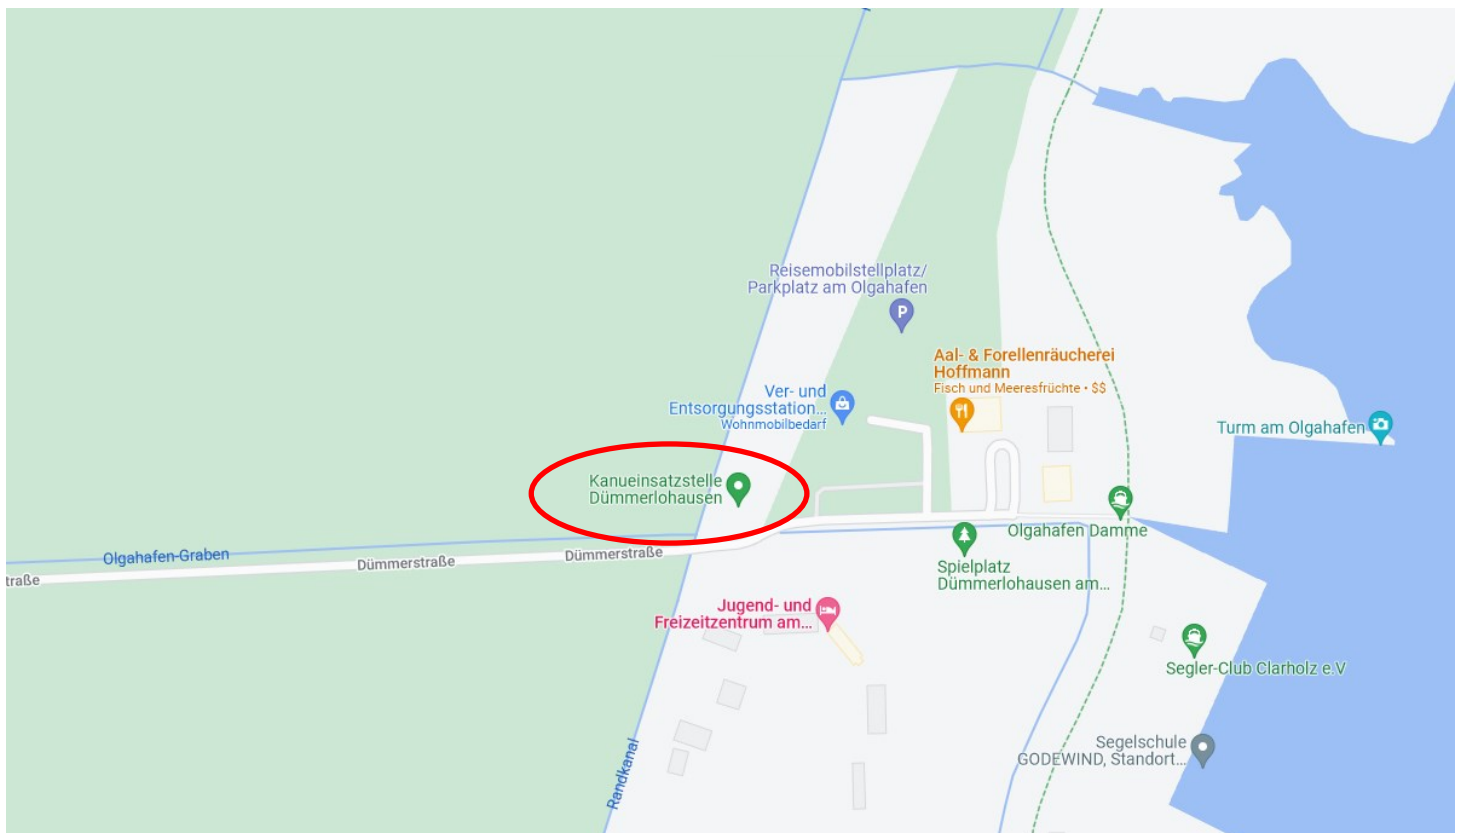 Reisemobilstellplatz/
Parkplatz am Olgahafen
P
Aal- & Forellenräucherei
Hoffmann
Fisch und Meeresfrüchte • $$
Ver- und
Entsorgungsstation...
Wohnmobilbedarf
Turm am Olgahafen
Kanueinsatzstelle
Dümmerlohausen
Olgahafen Damme
Olgahafen-Graben
Dümmerstraße
Dümmerstraße
traße
Spielplatz
Dümmerlohausen am...
Jugend- und
Freizeitzentrum am...
Segler-Club Clarholz e.V
Segelschule
GODEWIND, Standort...
Randkanal